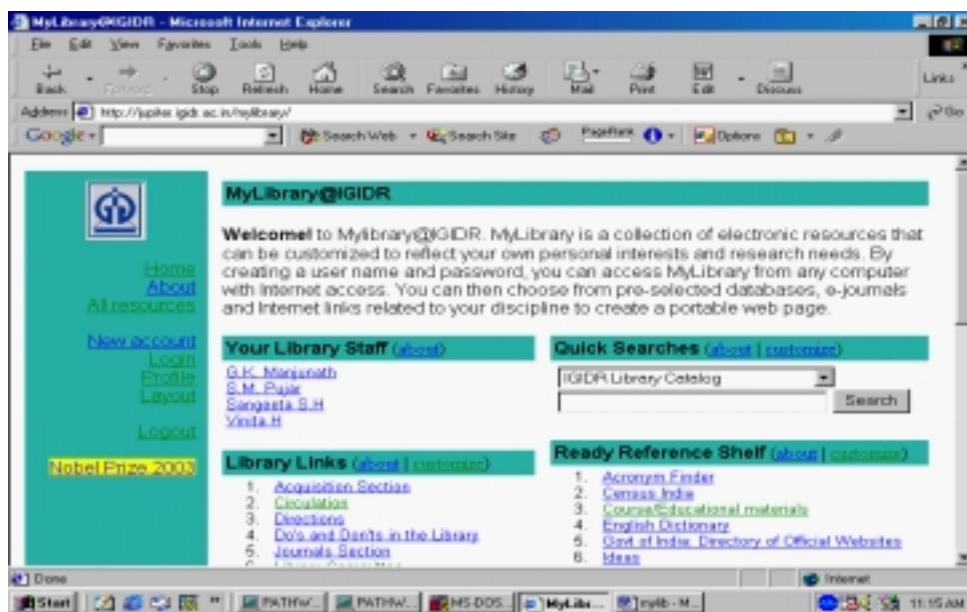 MyLibrary@IGIDR - Microsoft Internet Explorer
File Edit View Favorites Tools Help
Back Forward Stop Refresh Home Search Favorites History Mail Print Edit Discuss Links
Address http://jupiter.igidr.ac.in/mylibrary/ Go
Google Search Web Search Site PageRank Options
Home
About
All resources
New account
Login
Profile
Layout
Logout
Nobel Prize 2003
MyLibrary@IGIDR
Welcome! to Mylibrary@IGIDR. MyLibrary is a collection of electronic resources that
can be customized to reflect your own personal interests and research needs. By
creating a user name and password, you can access MyLibrary from any computer
with Internet access. You can then choose from pre-selected databases, e-journals
and Internet links related to your discipline to create a portable web page.
Your Library Staff (about)
G.K. Manjunath
S.M. Pujar
Sangeeta.S.H
Vinita.H
Library Links (about | customize)
1. Acquisition Section
2. Circulation
3. Directions
4. Do's and Don'ts in the Library
5. Journals Section
6. Library Committee
Quick Searches (about | customize)
IGIDR Library Catalog
Search
Ready Reference Shelf (about | customize)
1. Acronym Finder
2. Census India
3. Course/Educational materials
4. English Dictionary
5. Govt of India: Directory of Official Websites
6. Ideas
Done Internet
Start PATHW... PATHW... MS-DOS... MyLibr... mylib - M... 11:15 AM